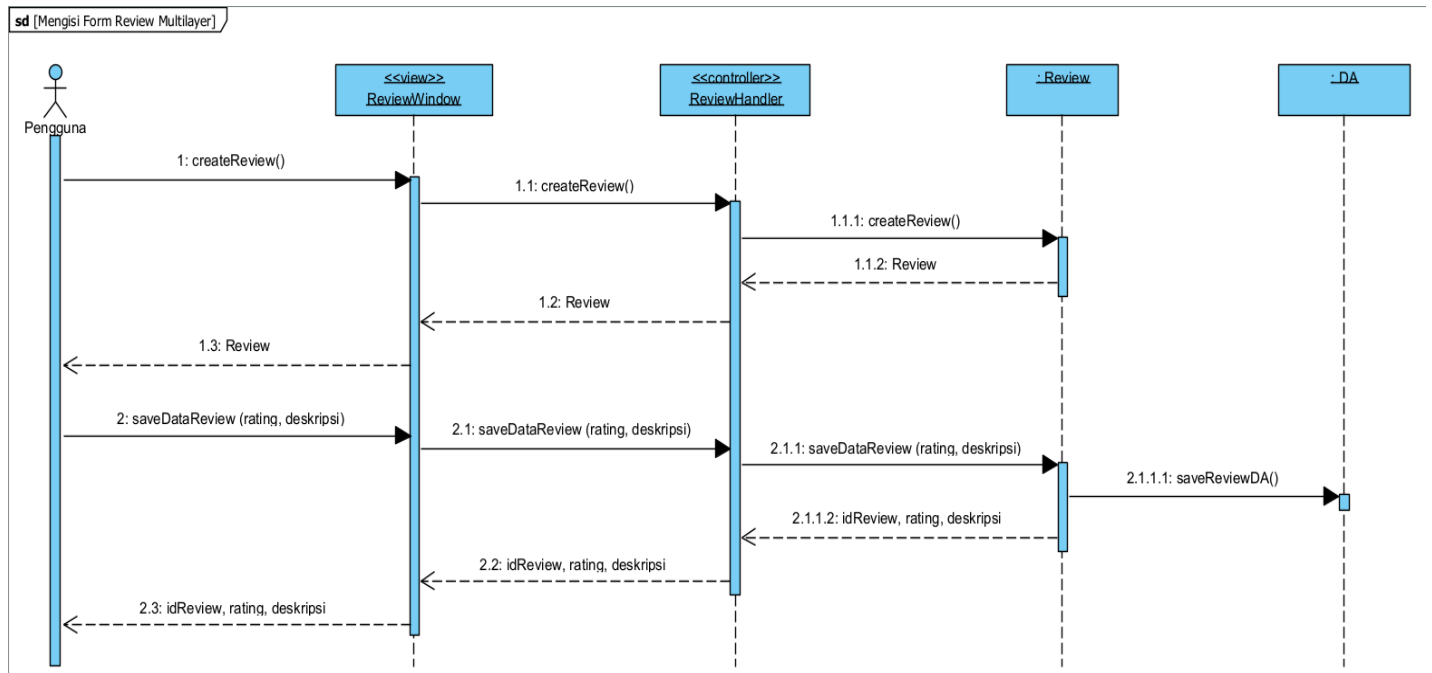 sd [Mengisi Form Review Multilayer]
<<view>>
ReviewWindow
<<controller>>
ReviewHandler
: Review
: DA
Pengguna
1: createReview()
1.1: createReview()
1.1.1: createReview()
1.1.2: Review
1.2: Review
1.3: Review
2: saveDataReview (rating, deskripsi)
2.1: saveDataReview (rating, deskripsi)
2.1.1: saveDataReview (rating, deskripsi)
2.1.1.1: saveReviewDA()
2.1.1.2: idReview, rating, deskripsi
2.2: idReview, rating, deskripsi
2.3: idReview, rating, deskripsi